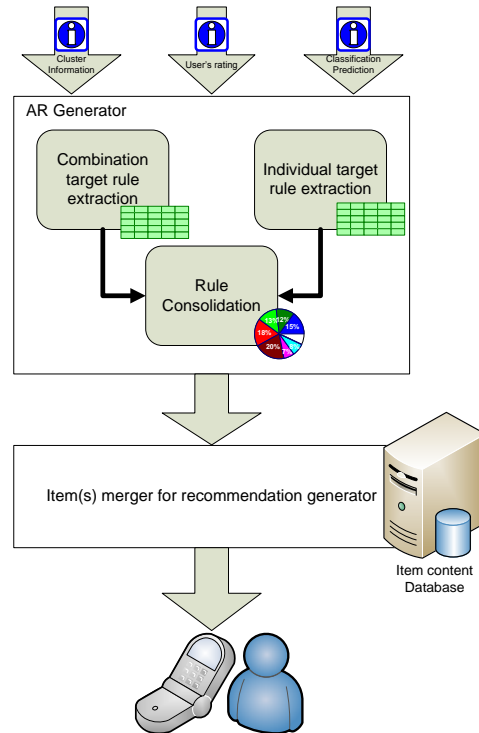 Cluster
Information
User's rating
Classification
Prediction
AR Generator
Combination
target rule
extraction
Individual target
rule extraction
Rule
Consolidation
13%
12%
15%
18%
20%
7%
Item(s) merger for recommendation generator
Item content
Database